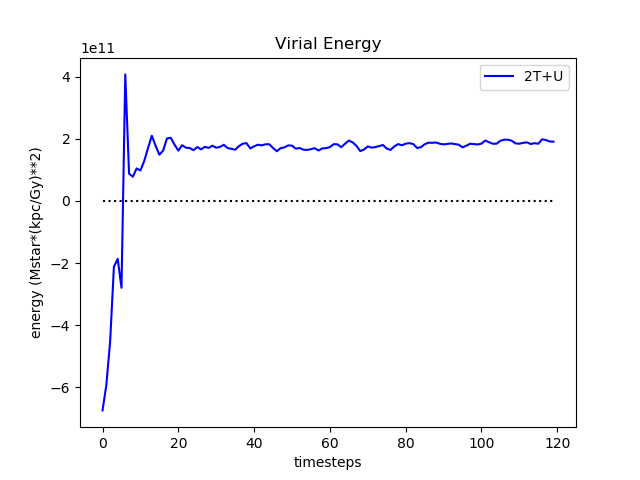 Virial Energy
1e11
2T+U
energy (Mstar*(kpc/Gy)**2)
4
2
0
−2
−4
−6
0 20 40 60 80 100 120
timesteps